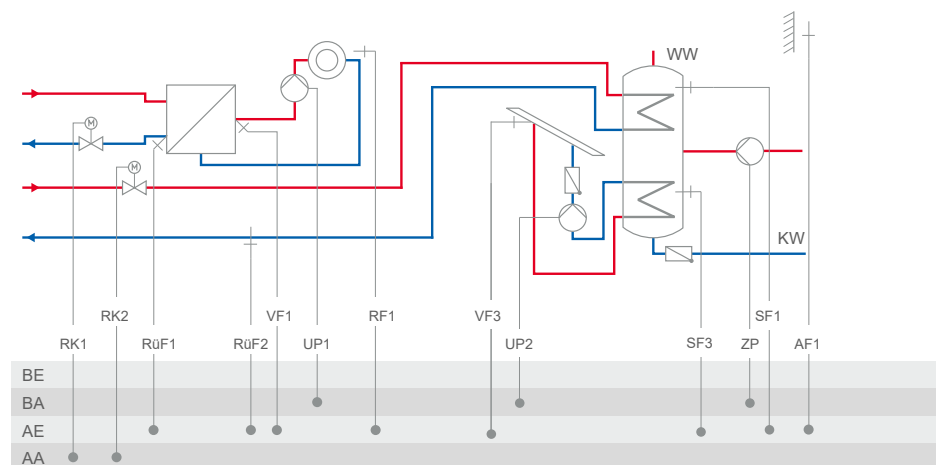 WW
M
M
KW
RK2
VF1
RF1
VF3
SF1
RK1
RüF1
RüF2
UP1
UP2
SF3
ZP
AF1
BE
BA
AE
AA